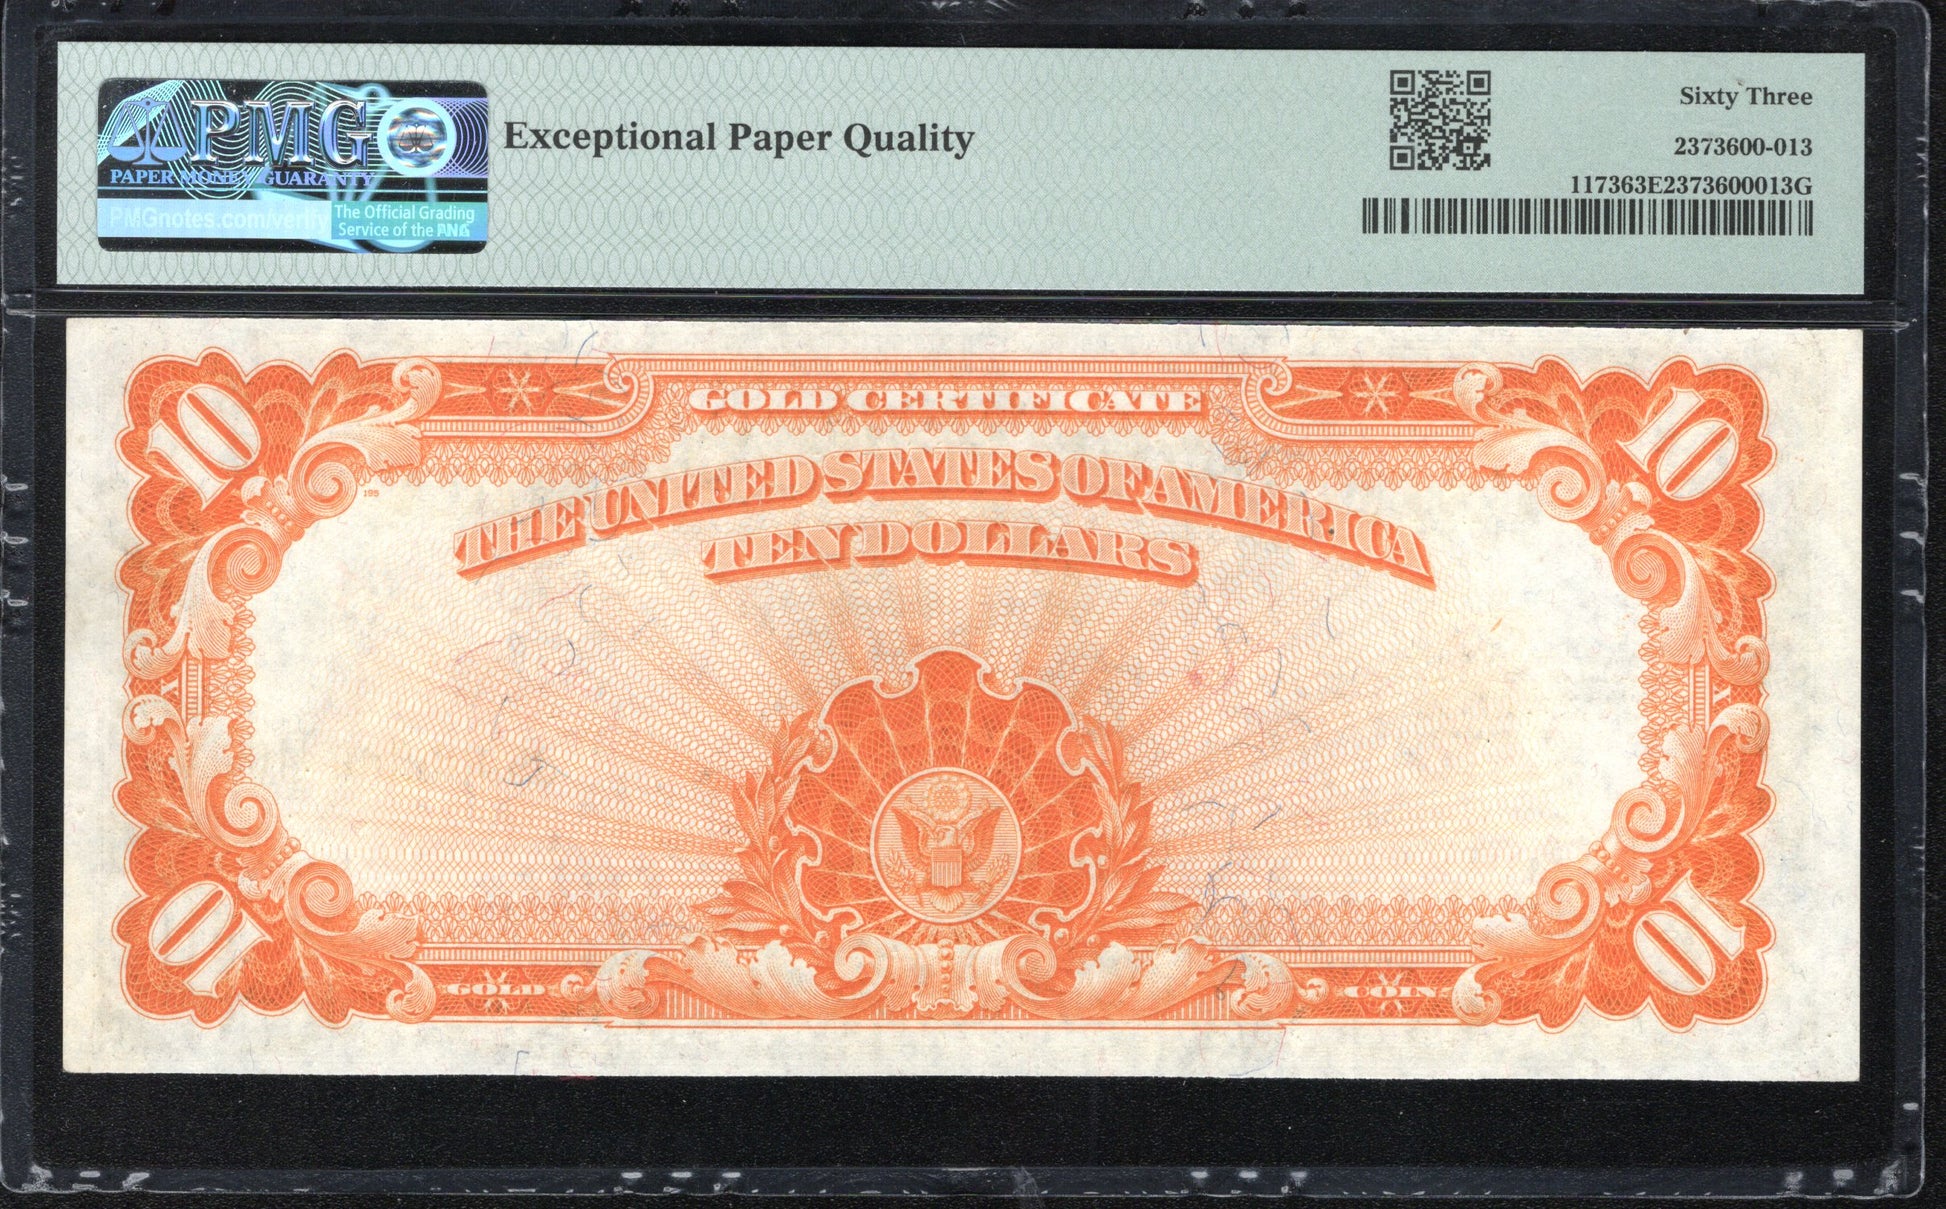 PMG
PAPER MONEY GUARANTY
PMGnotes.com/verify
The Official Grading
Service of the ANA
Exceptional Paper Quality
Sixty Three
2373600-013
117363E2373600013G
10
10
GOLD CERTIFICATE
THE UNITED STATES OF AMERICA
195
TEN DOLLARS
X
X
10
10
GOLD
COIN